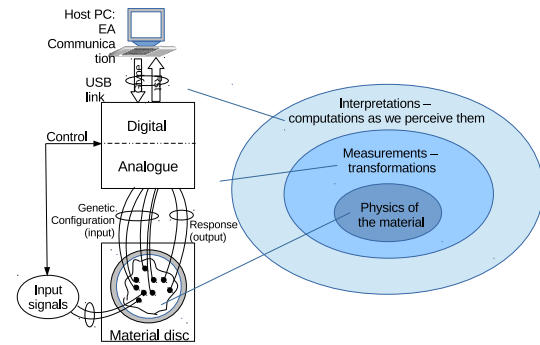 Host PC:
EA
Communica
tion
USB
link
Digital
Control
Analogue
Genetic
Configuration
(input)
Response
(output)
Input
signals
Material disc
Interpretations –
computations as we perceive them
Measurements –
transformations
Physics of
the material